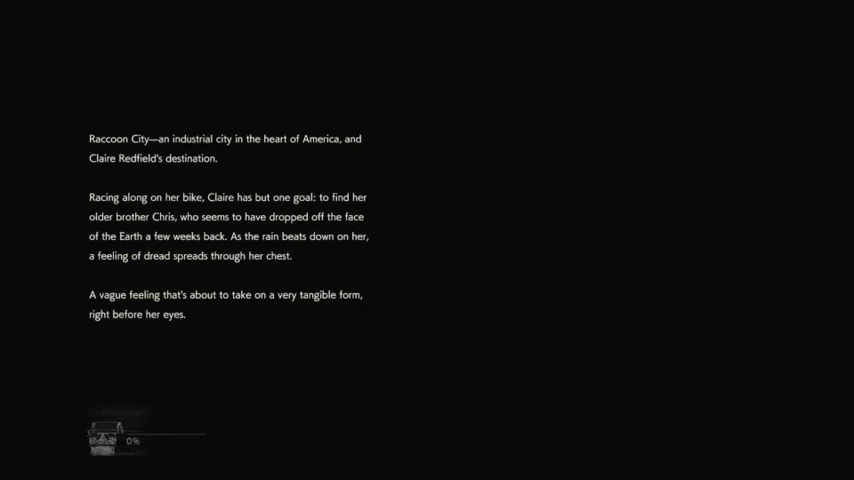 Raccoon City—an industrial city in the heart of America, and
Claire Redfield's destination.
Racing along on her bike, Claire has but one goal: to find her
older brother Chris, who seems to have dropped off the face
of the Earth a few weeks back. As the rain beats down on her,
a feeling of dread spreads through her chest.
A vague feeling that's about to take on a very tangible form,
right before her eyes.
0%